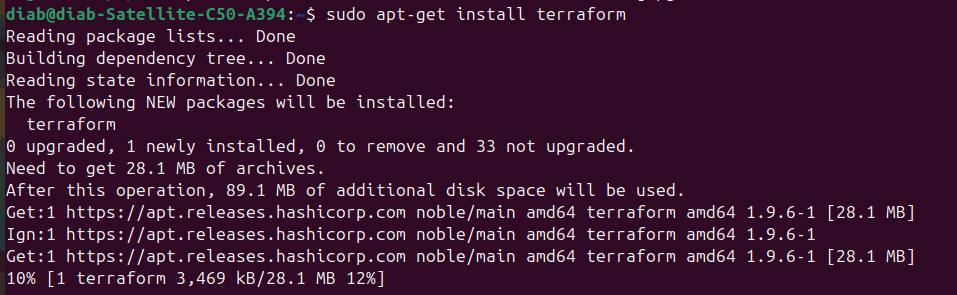 diab@diab-Satellite-C50-A394:~$ sudo apt-get install terraform
Reading package lists... Done
Building dependency tree... Done
Reading state information... Done
The following NEW packages will be installed:
  terraform
0 upgraded, 1 newly installed, 0 to remove and 33 not upgraded.
Need to get 28.1 MB of archives.
After this operation, 89.1 MB of additional disk space will be used.
Get:1 https://apt.releases.hashicorp.com noble/main amd64 terraform amd64 1.9.6-1 [28.1 MB]
Ign:1 https://apt.releases.hashicorp.com noble/main amd64 terraform amd64 1.9.6-1
Get:1 https://apt.releases.hashicorp.com noble/main amd64 terraform amd64 1.9.6-1 [28.1 MB]
10% [1 terraform 3,469 kB/28.1 MB 12%]